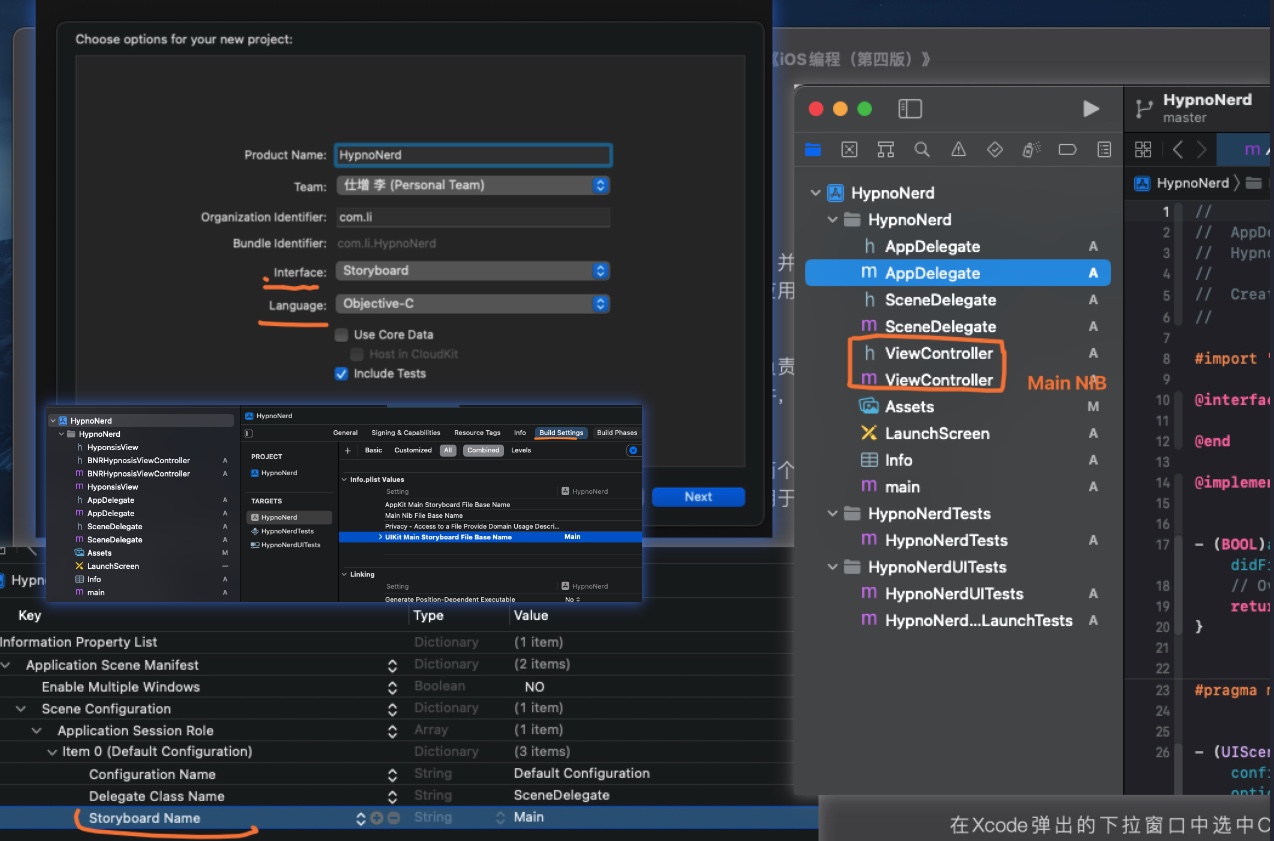 Choose options for your new project:
Product Name: HypnoNerd
Team: 仕增 李 (Personal Team)
Organization Identifier: com.li
Bundle Identifier: com.li.HypnoNerd
Interface: Storyboard
Language: Objective-C
Use Core Data
Host in CloudKit
Include Tests
Next
HypnoNerd
HypnoNerd
HyponsisView
BNRHypnosisViewController A
BNRHypnosisViewController A
HyponsisView
AppDelegate A
AppDelegate A
SceneDelegate A
SceneDelegate A
Assets M
LaunchScreen —
Info A
main A
HypnoNerd
General Signing & Capabilities Resource Tags Info Build Settings Build Phases
+ Basic Customized All Combined Levels
PROJECT
HypnoNerd
TARGETS
HypnoNerd
HypnoNerdTests
HypnoNerdUITests
Info.plist Values
Setting HypnoNerd
AppKit Main Storyboard File Base Name
Main Nib File Base Name
Privacy - Access to a File Provide Domain Usage Descri...
UIKit Main Storyboard File Base Name Main
Linking
Setting HypnoNerd
Generate Position-Dependent Executable No
Hypn
Key Type Value
Information Property List Dictionary (1 item)
Application Scene Manifest Dictionary (2 items)
Enable Multiple Windows Boolean NO
Scene Configuration Dictionary (1 item)
Application Session Role Array (1 item)
Item 0 (Default Configuration) Dictionary (3 items)
Configuration Name String Default Configuration
Delegate Class Name String SceneDelegate
Storyboard Name String Main
《iOS编程（第四版）》
并
应用
负责
用于
HypnoNerd
master
HypnoNerd
h AppDelegate A
m AppDelegate A
h SceneDelegate A
m SceneDelegate A
h ViewController A
m ViewController A
Main NIB
Assets M
LaunchScreen A
Info A
m main A
HypnoNerdTests
m HypnoNerdTests A
HypnoNerdUITests
m HypnoNerdUITests A
m HypnoNerd...LaunchTests A
HypnoNerd
HypnoNerd
1 //
2 // AppDe
3 // Hypno
4 //
5 // Creat
6 //
7
8 #import "
9
10 @interfac
11
12 @end
13
14 @implemen
15
16
17 - (BOOL)a
didFi
18 // Ov
19 retur
20 }
21
22
23 #pragma m
24
25
26 - (UIScen
confi
optio
在Xcode弹出的下拉窗口中选中C